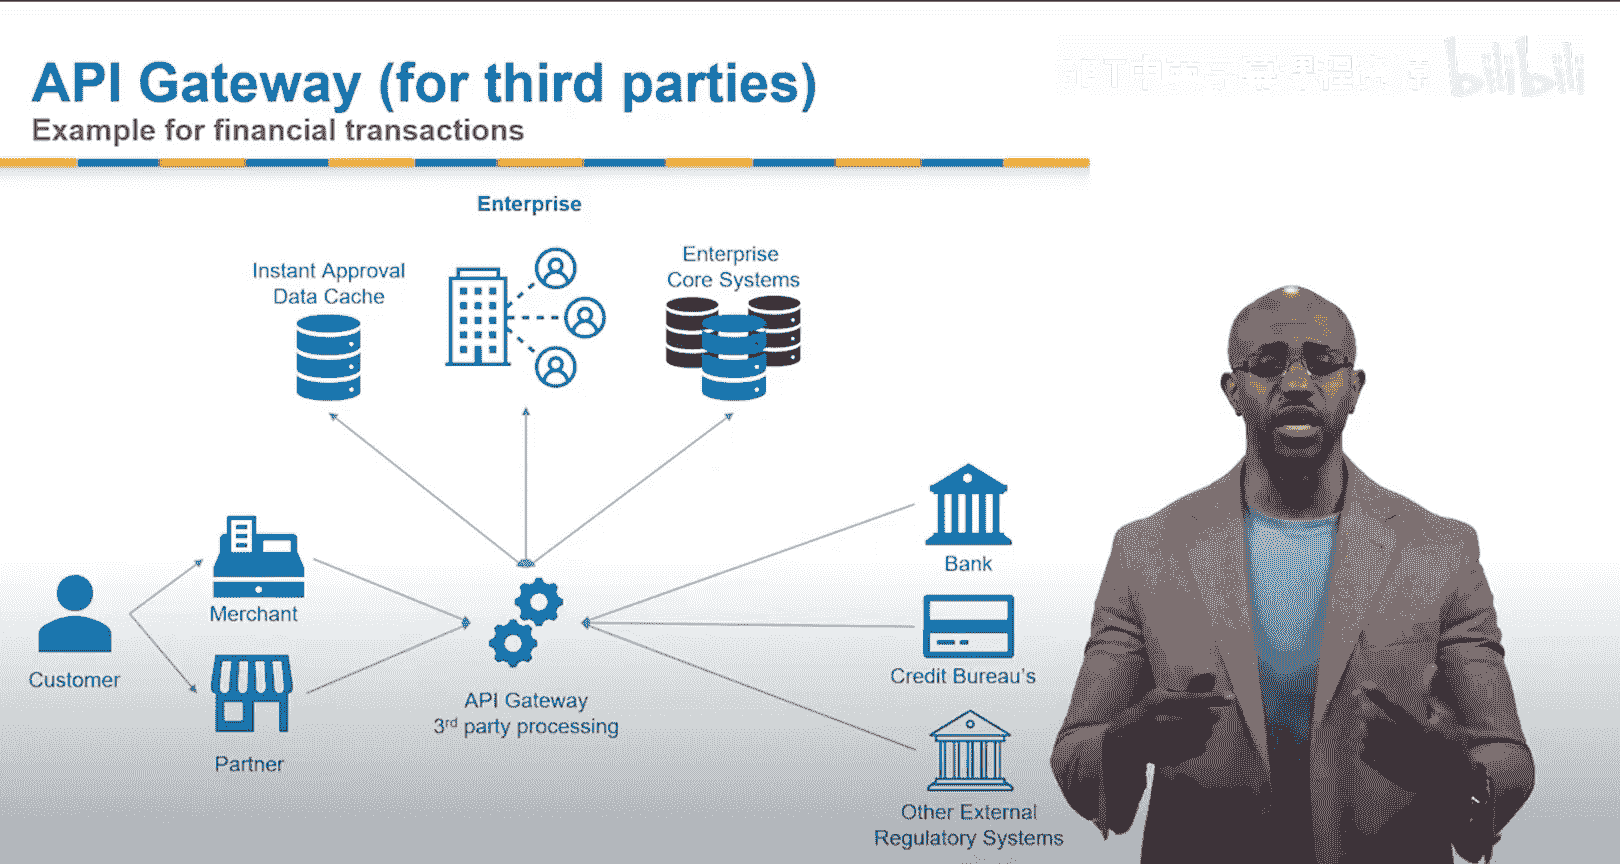 API Gateway (for third parties)
Example for financial transactions
bilibili
Enterprise
Instant Approval
Data Cache
Enterprise
Core Systems
Merchant
Customer
Partner
API Gateway
3rd party processing
Bank
Credit Bureau's
Other External
Regulatory Systems